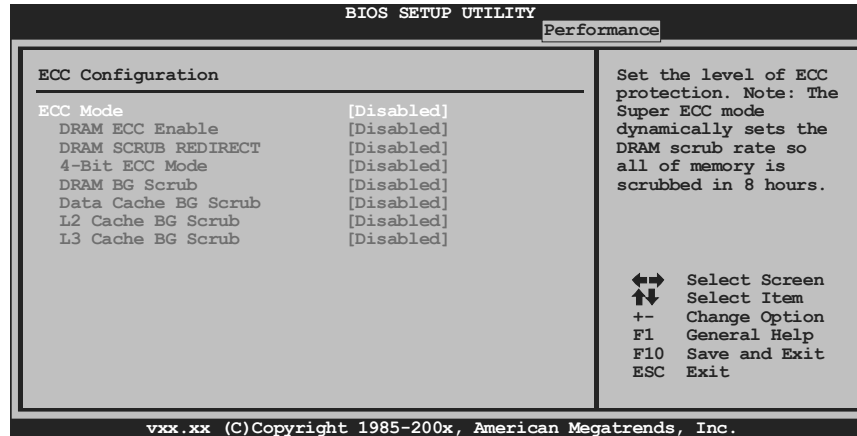 BIOS SETUP UTILITY
Performance
ECC Configuration
ECC Mode [Disabled]
DRAM ECC Enable [Disabled]
DRAM SCRUB REDIRECT [Disabled]
4-Bit ECC Mode [Disabled]
DRAM BG Scrub [Disabled]
Data Cache BG Scrub [Disabled]
L2 Cache BG Scrub [Disabled]
L3 Cache BG Scrub [Disabled]
Set the level of ECC
protection. Note: The
Super ECC mode
dynamically sets the
DRAM scrub rate so
all of memory is
scrubbed in 8 hours.
Select Screen
Select Item
+- Change Option
F1 General Help
F10 Save and Exit
ESC Exit
vxx.xx (C)Copyright 1985-200x, American Megatrends, Inc.